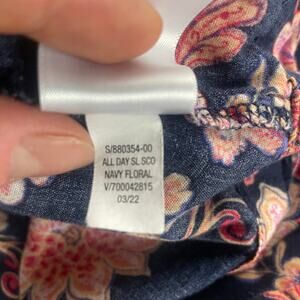 S/880354-00
ALL DAY SL SCO
NAVY FLORAL
V/700042815
03/22